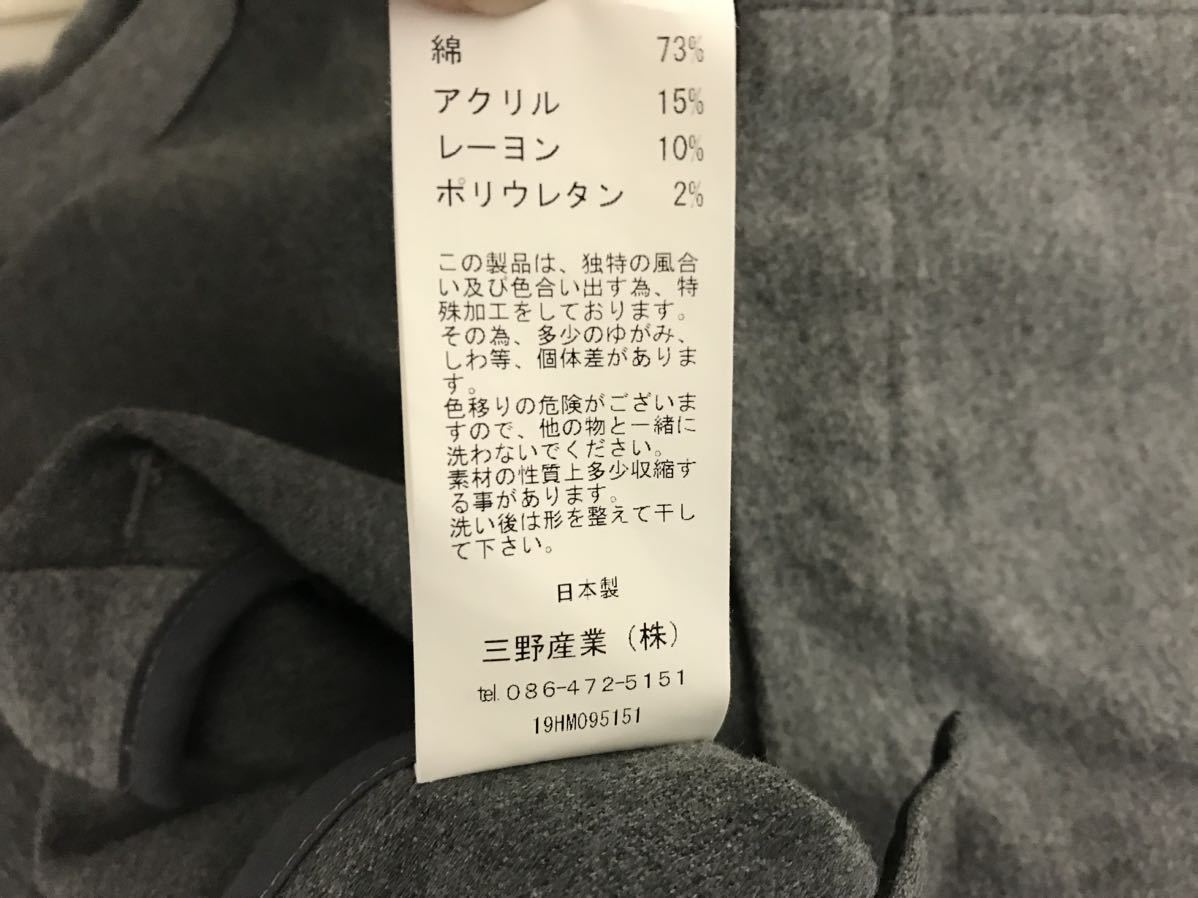 綿 73%
アクリル 15%
レーヨン 10%
ポリウレタン 2%
この製品は、独特の風合
い及び色合い出す為、特
殊加工をしております。
その為、多少のゆがみ、
しわ等、個体差がありま
す。
色移りの危険がございま
すので、他の物と一緒に
洗わないでください。
素材の性質上多少収縮す
る事があります。
洗い後は形を整えて干し
て下さい。
日本製
三野産業（株）
tel.086-472-5151
19HM095151